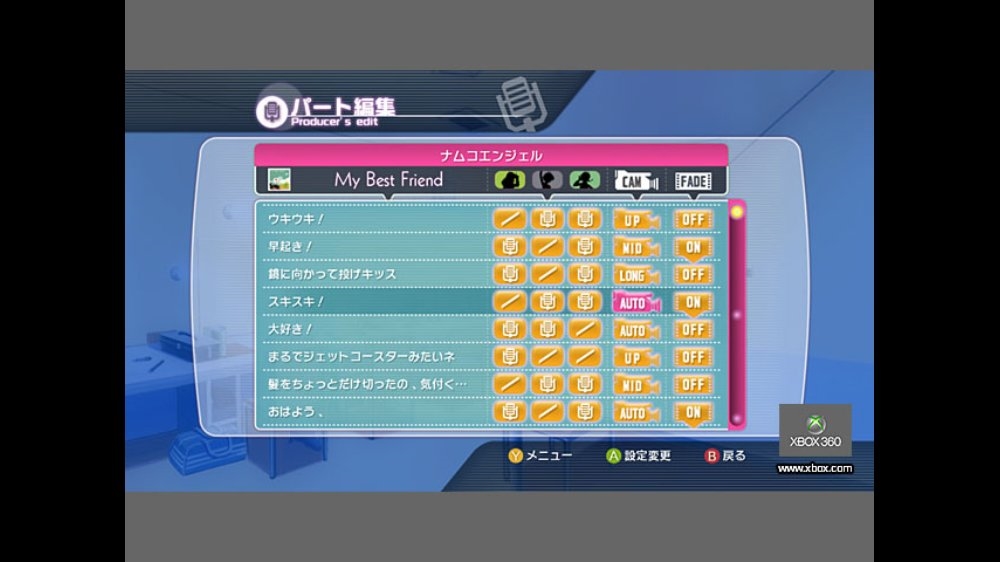 パート編集
Producer's edit
ナムコエンジェル
My Best Friend CAM FADE
ウキウキ! UP OFF
早起き! MID ON
鏡に向かって投げキッス LONG OFF
スキスキ! AUTO ON
大好き! AUTO OFF
まるでジェットコースターみたいネ UP OFF
髪をちょっとだけ切ったの、気付く… MID OFF
おはよう、 AUTO ON
Y メニュー A 設定変更 B 戻る
XBOX 360
www.xbox.com